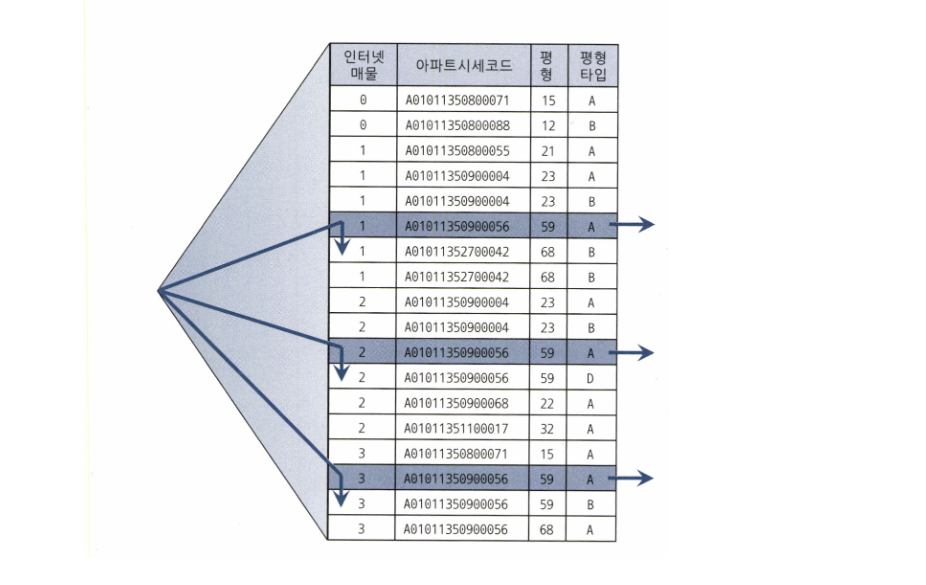 인터넷 매물 아파트시세코드 평형 평형타입
0 A01011350800071 15 A
0 A01011350800088 12 B
1 A01011350800055 21 A
1 A01011350900004 23 A
1 A01011350900004 23 B
1 A01011350900056 59 A
1 A01011352700042 68 B
1 A01011352700042 68 B
2 A01011350900004 23 A
2 A01011350900004 23 B
2 A01011350900056 59 A
2 A01011350900056 59 D
2 A01011350900068 22 A
2 A01011351100017 32 A
3 A01011350800071 15 A
3 A01011350900056 59 A
3 A01011350900056 59 B
3 A01011350900056 68 A